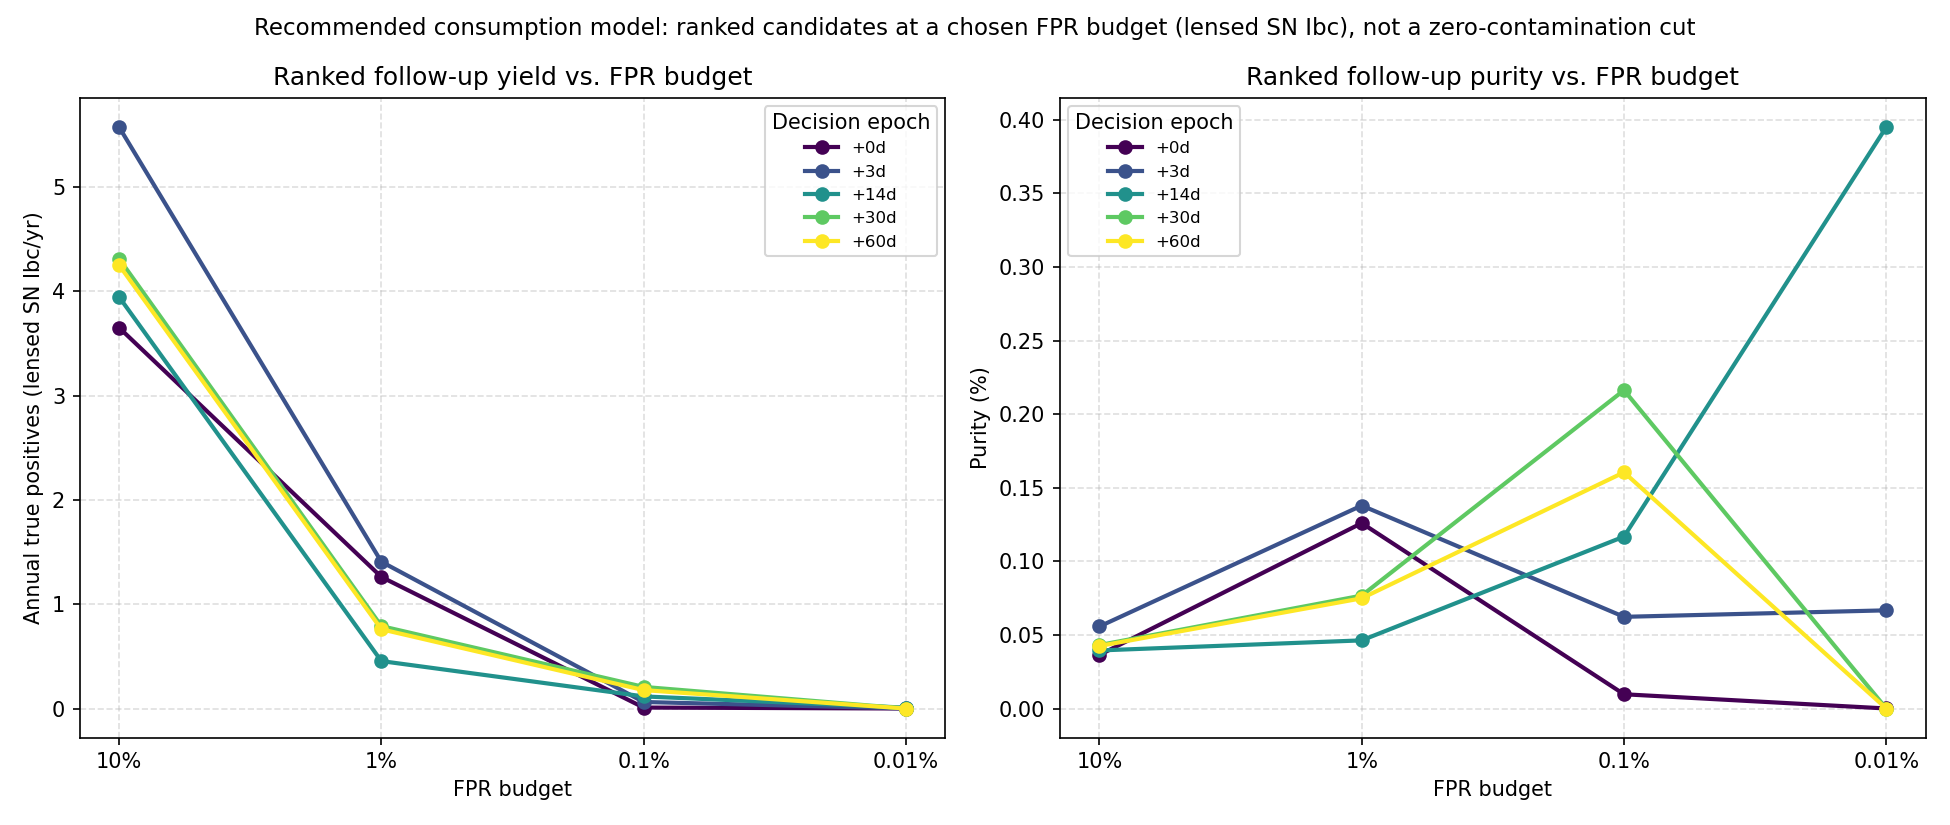 Recommended consumption model: ranked candidates at a chosen FPR budget (lensed SN Ibc), not a zero-contamination cut
Ranked follow-up yield vs. FPR budget
Annual true positives (lensed SN Ibc/yr)
5
4
3
2
1
0
10%
1%
0.1%
0.01%
FPR budget
Decision epoch
+0d
+3d
+14d
+30d
+60d
Ranked follow-up purity vs. FPR budget
Purity (%)
0.40
0.35
0.30
0.25
0.20
0.15
0.10
0.05
0.00
10%
1%
0.1%
0.01%
FPR budget
Decision epoch
+0d
+3d
+14d
+30d
+60d